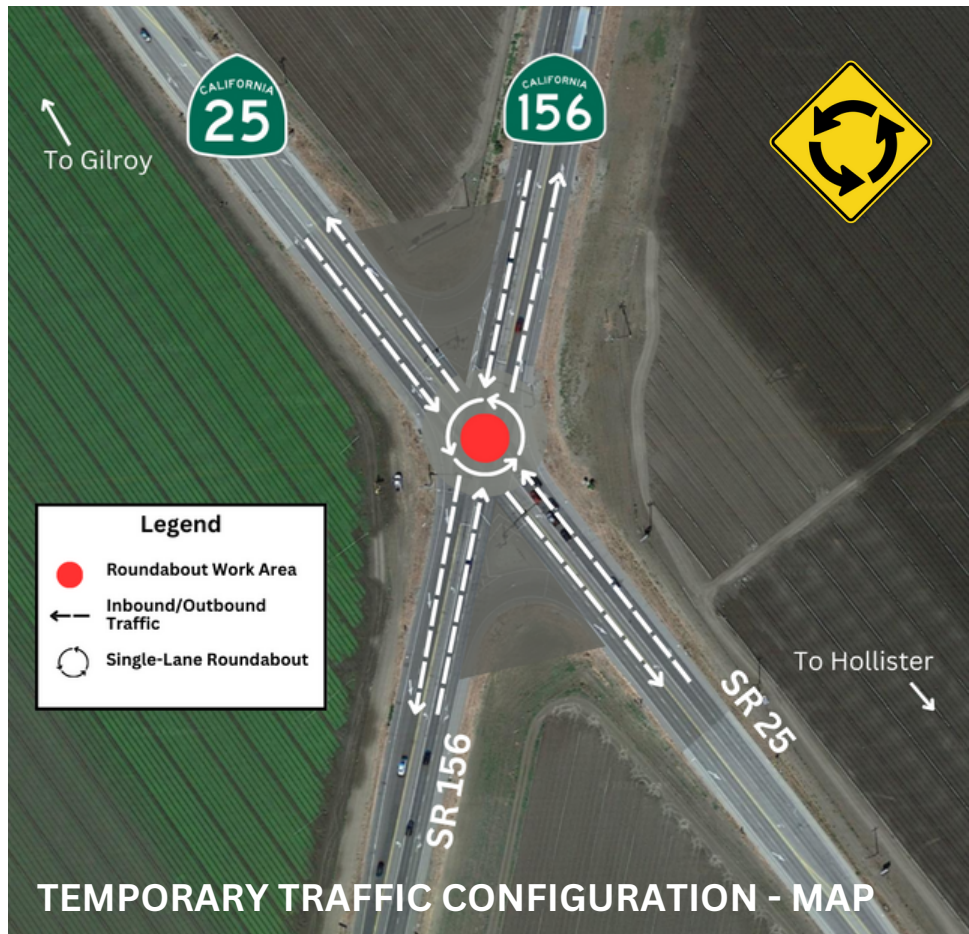 CALIFORNIA
25
CALIFORNIA
156
To Gilroy
Legend
Roundabout Work Area
Inbound/Outbound
Traffic
Single-Lane Roundabout
To Hollister
SR 25
SR 156
TEMPORARY TRAFFIC CONFIGURATION - MAP